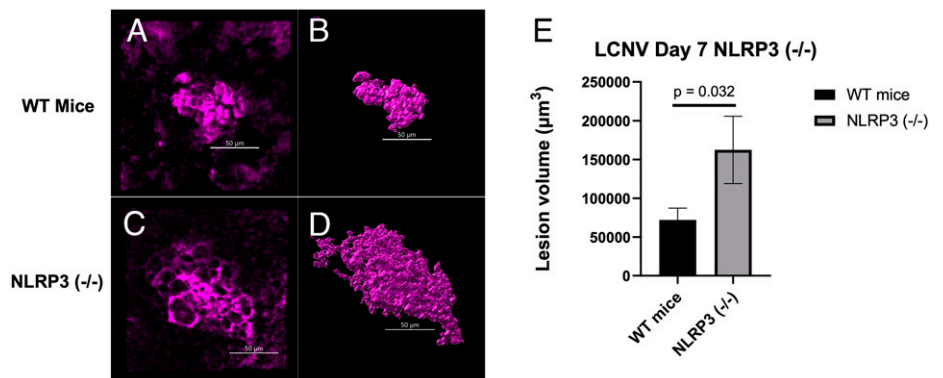 A
B
WT Mice
50 µm
50 µm
C
D
NLRP3 (-/-)
50 µm
50 µm
E
LCNV Day 7 NLRP3 (-/-)
Lesion volume (µm³)
250000
200000
150000
100000
50000
0
p = 0.032
WT mice
NLRP3 (-/-)
WT mice
NLRP3 (-/-)